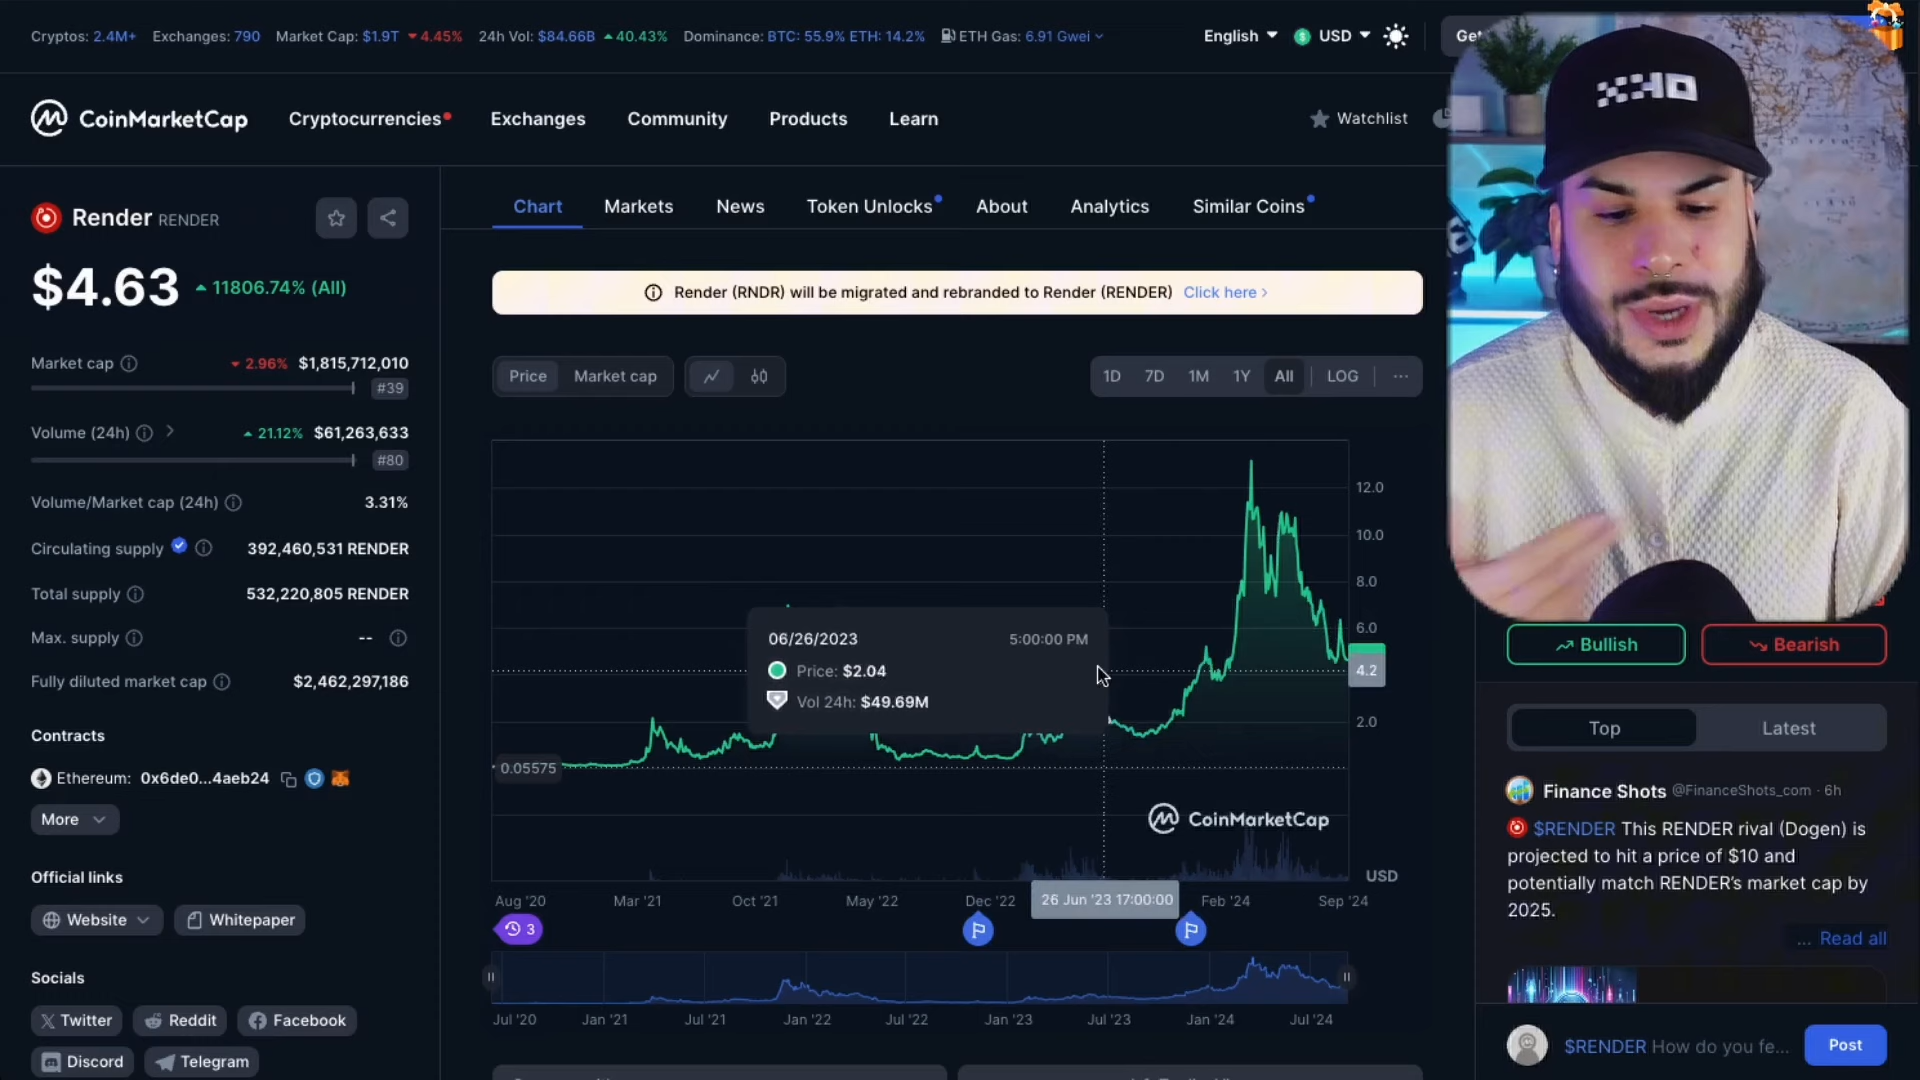 Cryptos: 2.4M+ Exchanges: 790 Market Cap: $1.9T 4.45% 24h Vol: $84.66B 40.43% Dominance: BTC: 55.9% ETH: 14.2% ETH Gas: 6.91 Gwei
English USD Get
CoinMarketCap Cryptocurrencies Exchanges Community Products Learn
Watchlist
Render RENDER
$4.63 11806.74% (All)
Market cap 2.96% $1,815,712,010
#39
Volume (24h) 21.12% $61,263,633
#80
Volume/Market cap (24h) 3.31%
Circulating supply 392,460,531 RENDER
Total supply 532,220,805 RENDER
Max. supply --
Fully diluted market cap $2,462,297,186
Contracts
Ethereum: 0x6de0...4aeb24
More
Official links
Website Whitepaper
Socials
Twitter Reddit Facebook
Discord Telegram
Chart Markets News Token Unlocks About Analytics Similar Coins
Render (RNDR) will be migrated and rebranded to Render (RENDER) Click here >
Price Market cap
1D 7D 1M 1Y All LOG ...
12.0
10.0
8.0
6.0
4.2
2.0
06/26/2023 5:00:00 PM
Price: $2.04
Vol 24h: $49.69M
0.05575
CoinMarketCap
USD
Aug '20 Mar '21 Oct '21 May '22 Dec '22 26 Jun '23 17:00:00 Feb '24 Sep '24
3
Jul '20 Jan '21 Jul '21 Jan '22 Jul '22 Jan '23 Jul '23 Jan '24 Jul '24
Bullish Bearish
Top Latest
Finance Shots @FinanceShots_com · 6h
$RENDER This RENDER rival (Dogen) is
projected to hit a price of $10 and
potentially match RENDER's market cap by
2025.
... Read all
$RENDER How do you fe...
Post